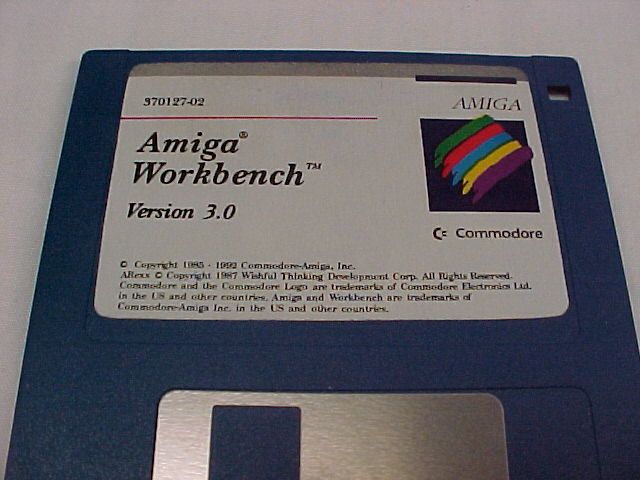 370127-02
AMIGA
Amiga®
Workbench™
Version 3.0
Commodore
© Copyright 1985 - 1992 Commodore-Amiga, Inc.
ARexx © Copyright 1987 Wishful Thinking Development Corp. All Rights Reserved.
Commodore and the Commodore Logo are trademarks of Commodore Electronics Ltd.
in the US and other countries. Amiga and Workbench are trademarks of
Commodore-Amiga Inc. in the US and other countries.